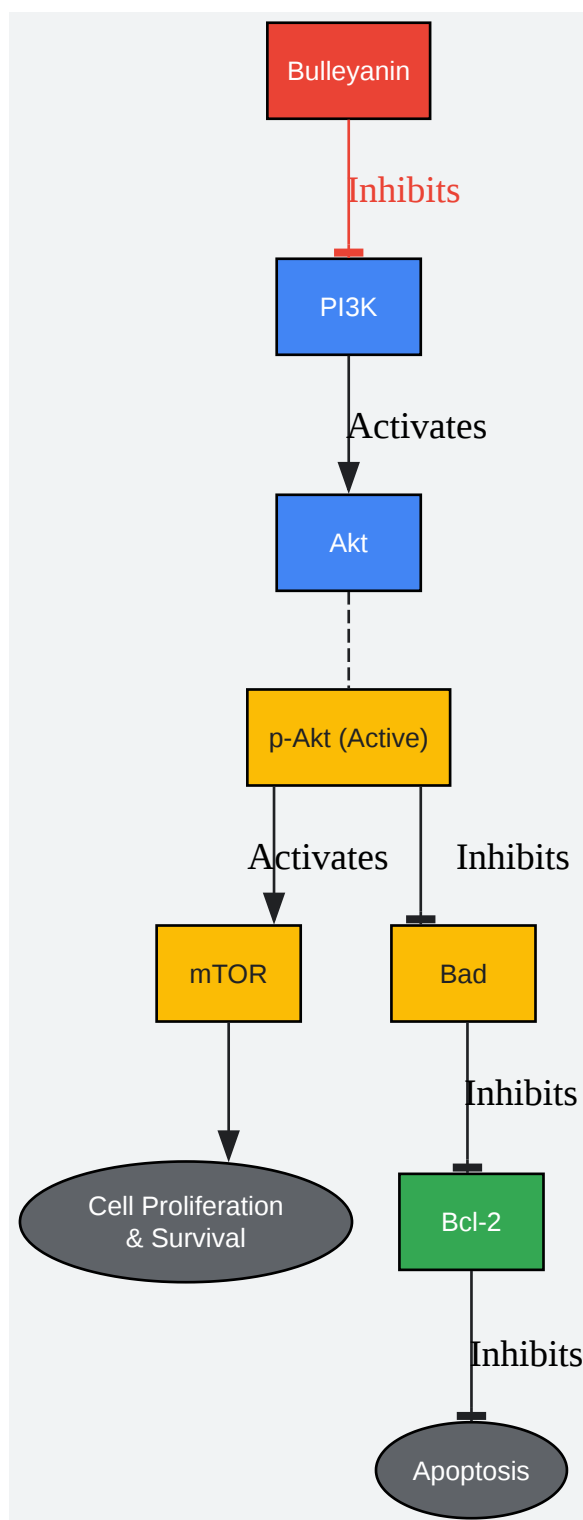 Bulleyanin
Inhibits
PI3K
Activates
Akt
p-Akt (Active)
Activates
Inhibits
mTOR
Bad
Inhibits
Cell Proliferation
& Survival
Bcl-2
Inhibits
Apoptosis